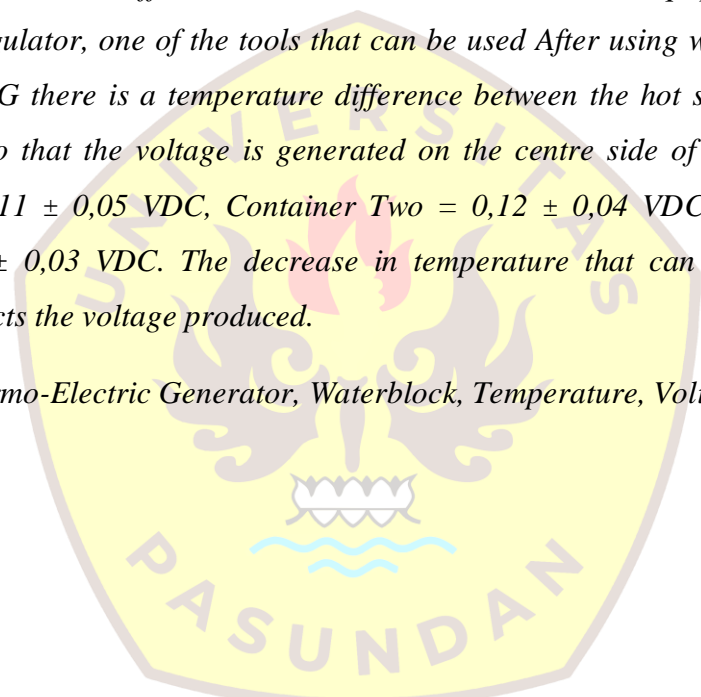 gulator, one of the tools that can be used After using w
G there is a temperature difference between the hot s
o that the voltage is generated on the centre side of
11 ± 0,05 VDC, Container Two = 0,12 ± 0,04 VDC
± 0,03 VDC. The decrease in temperature that can
cts the voltage produced.
rmo-Electric Generator, Waterblock, Temperature, Volt
UNIVERSITAS
PASUNDAN